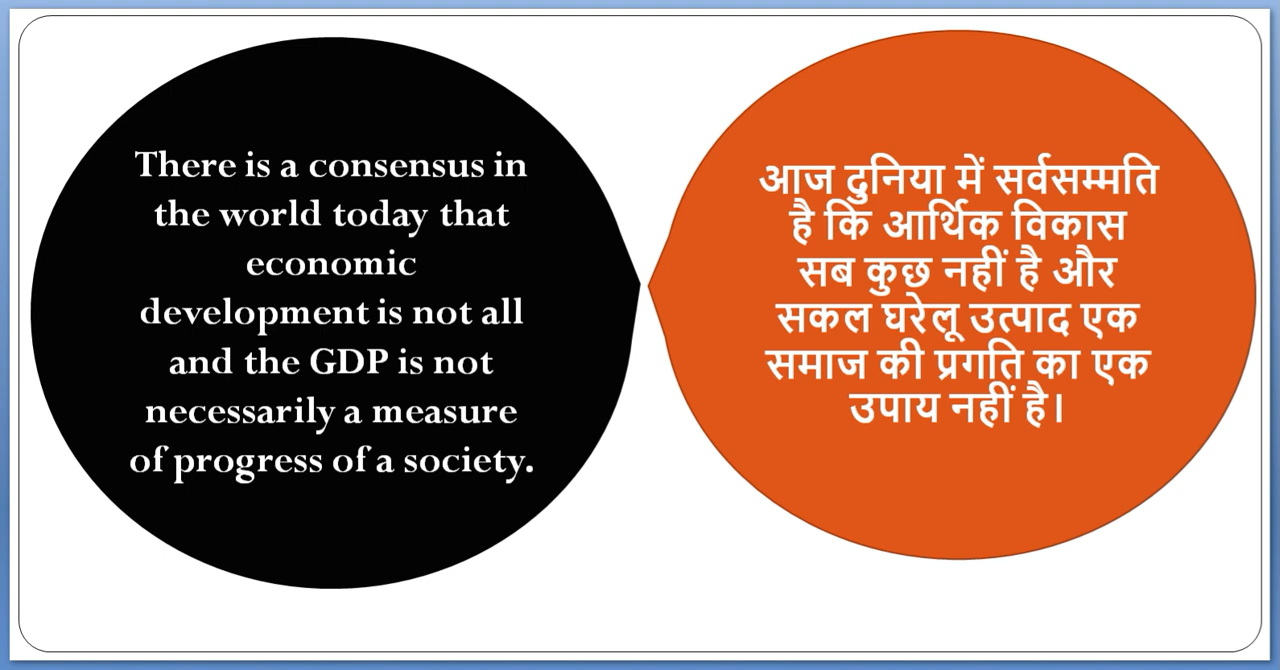 There is a consensus in
the world today that
economic
development is not all
and the GDP is not
necessarily a measure
of progress of a society.
आज दुनिया में सर्वसम्मति
है कि आर्थिक विकास
सब कुछ नहीं है और
सकल घरेलू उत्पाद एक
समाज की प्रगति का एक
उपाय नहीं है।